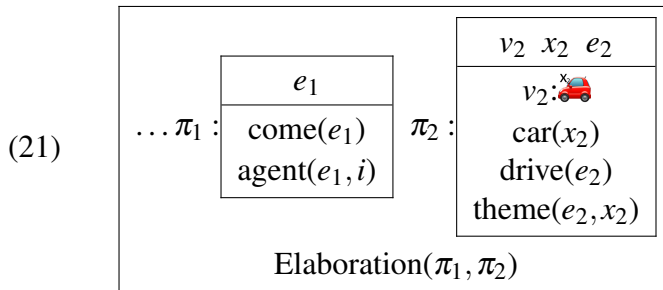 (21)
… π₁ :
e₁
come(e₁)
agent(e₁, i)
π₂ :
v₂ x₂ e₂
v₂:🚗
x₂
car(x₂)
drive(e₂)
theme(e₂, x₂)
Elaboration(π₁, π₂)